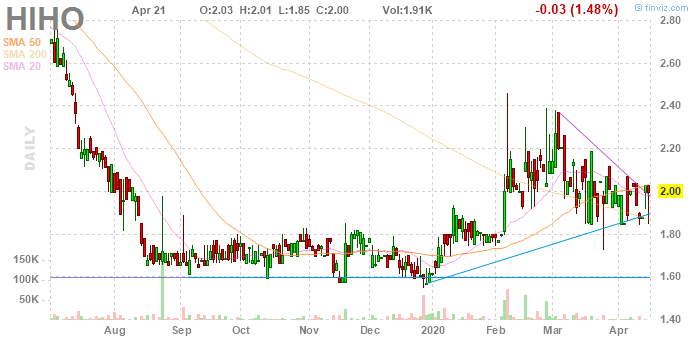 HIHO Apr 21 O:2.03 H:2.01 L:1.85 C:2.00 Vol:1.91K -0.03 (1.48%) © finviz.com
SMA 50
SMA 200
SMA 20
DAILY
2.80
2.60
2.40
2.20
2.00
1.80
1.60
1.40
150K
100K
50K
Aug Sep Oct Nov Dec 2020 Feb Mar Apr